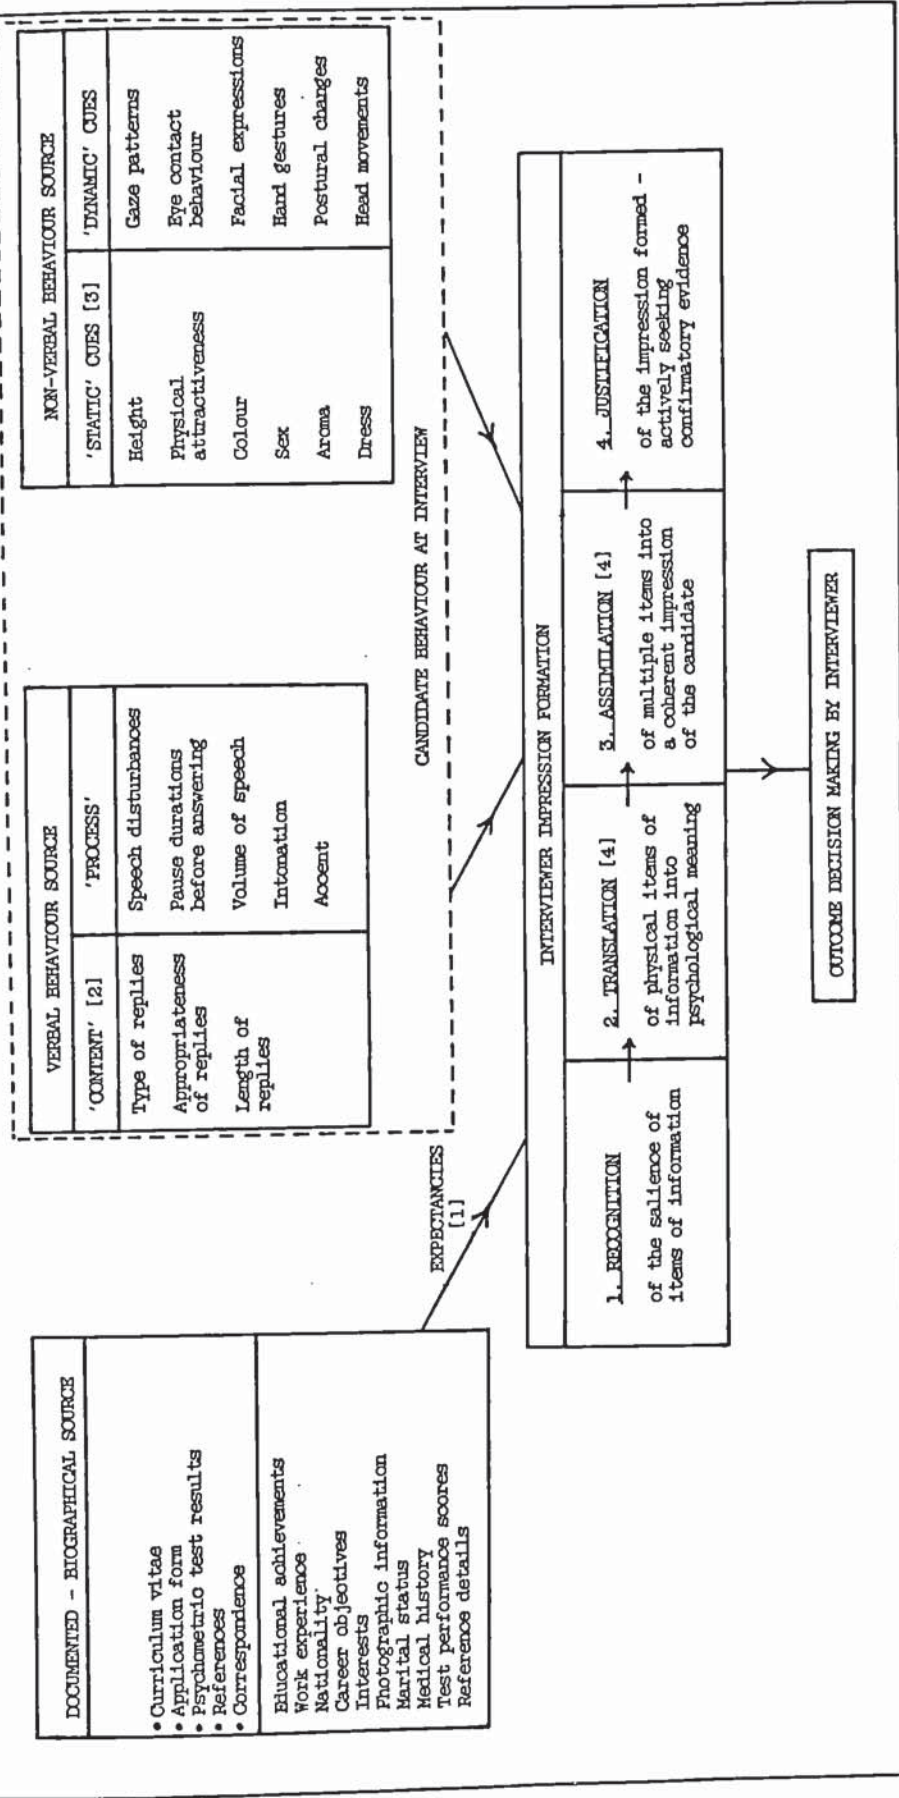 DOCUMENTED - BIOGRAPHICAL SOURCE
• Curriculum vitae
• Application form
• Psychometric test results
• References
• Correspondence
Educational achievements
Work experience
Nationality
Career objectives
Interests
Photographic information
Marital status
Medical history
Test performance scores
Reference details
VERBAL BEHAVIOUR SOURCE
'CONTENT' [2]
Type of replies
Appropriateness
of replies
Length of
replies
'PROCESS'
Speech disturbances
Pause durations
before answering
Volume of speech
Intonation
Accent
NON-VERBAL BEHAVIOUR SOURCE
'STATIC' CUES [3]
Height
Physical
attractiveness
Colour
Sex
Aroma
Dress
'DYNAMIC' CUES
Gaze patterns
Eye contact
behaviour
Facial expressions
Hand gestures
Postural changes
Head movements
CANDIDATE BEHAVIOUR AT INTERVIEW
EXPECTANCIES
[1]
INTERVIEWER IMPRESSION FORMATION
1. RECOGNITION
of the salience of
items of information
2. TRANSLATION [4]
of physical items of
information into
psychological meaning
3. ASSIMILATION [4]
of multiple items into
a coherent impression
of the candidate
4. JUSTIFICATION
of the impression formed -
actively seeking
confirmatory evidence
OUTCOME DECISION MAKING BY INTERVIEWER